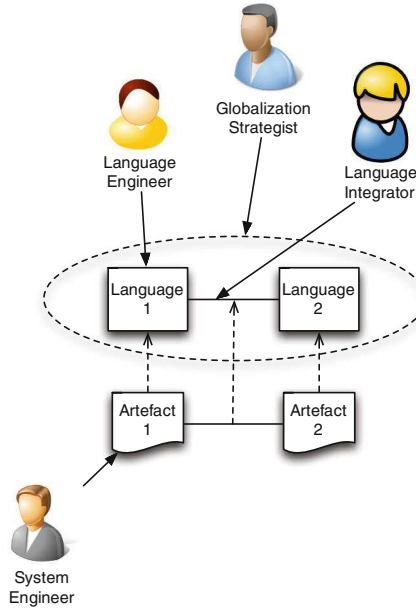 Globalization
Strategist
Language
Engineer
Language
Integrator
Language
1
Language
2
Artefact
1
Artefact
2
System
Engineer